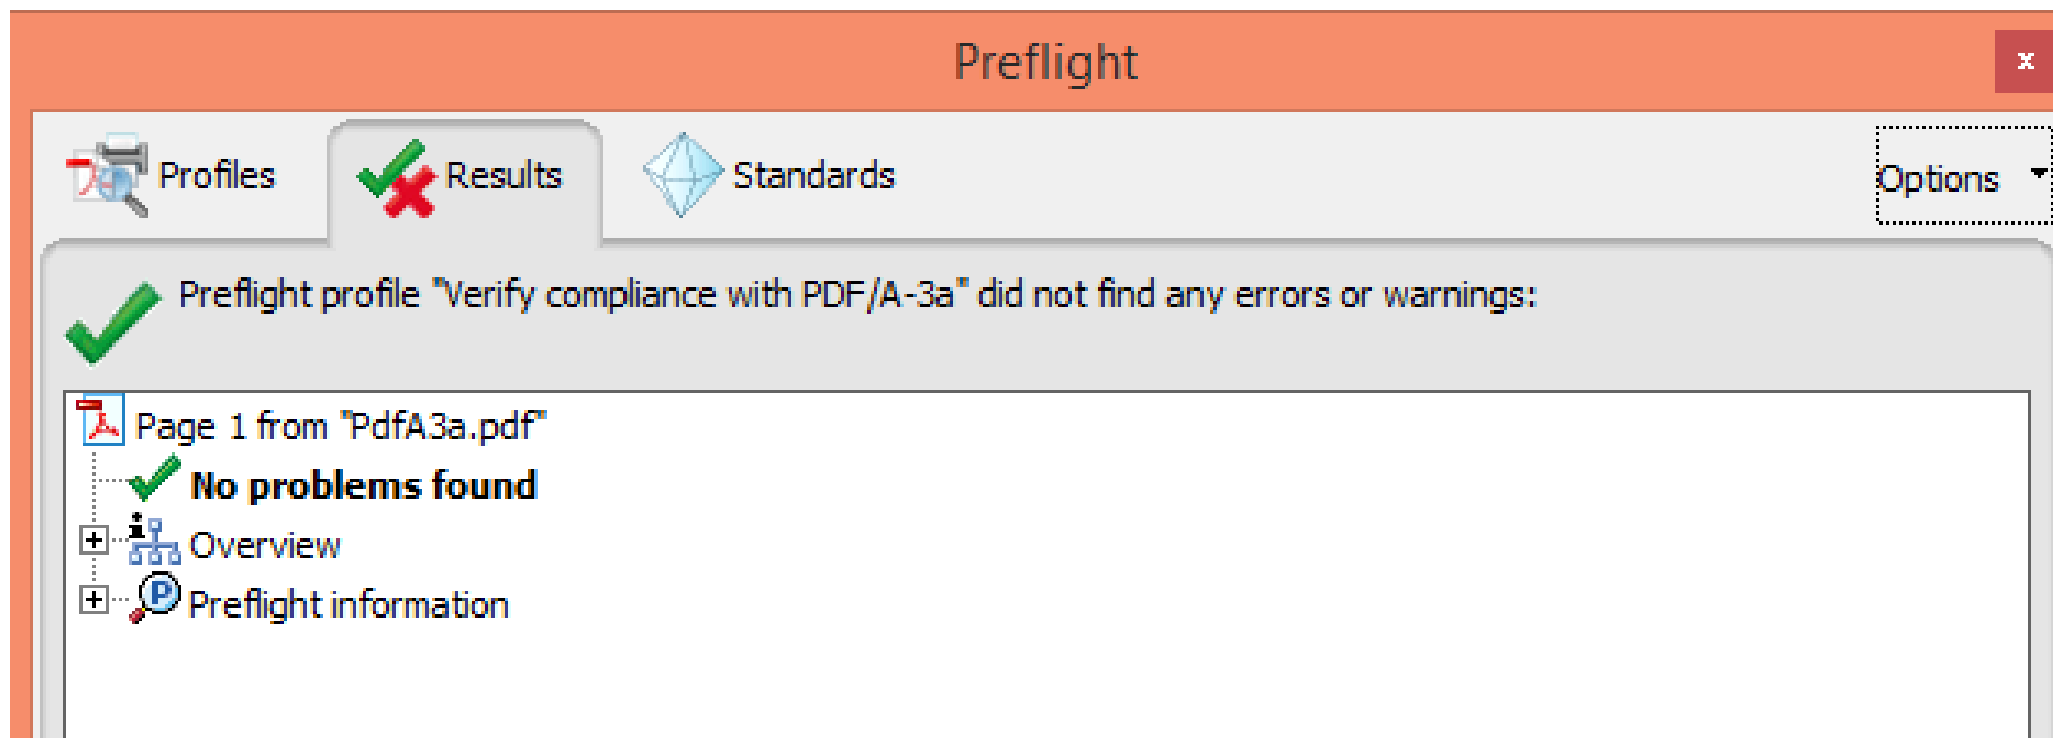 Preflight
x
Profiles Results Standards Options
Preflight profile "Verify compliance with PDF/A-3a" did not find any errors or warnings:
Page 1 from "PdfA3a.pdf"
No problems found
Overview
Preflight information